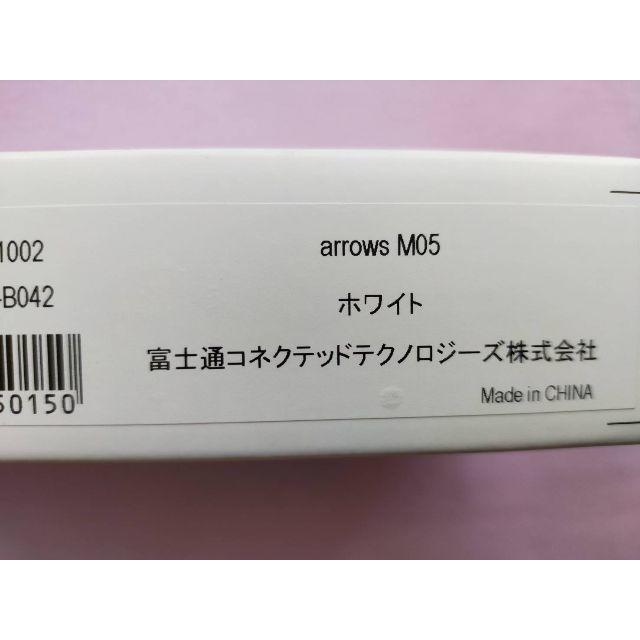 1002
arrows M05
-B042
ホワイト
富士通コネクテッドテクノロジーズ株式会社
50150
Made in CHINA